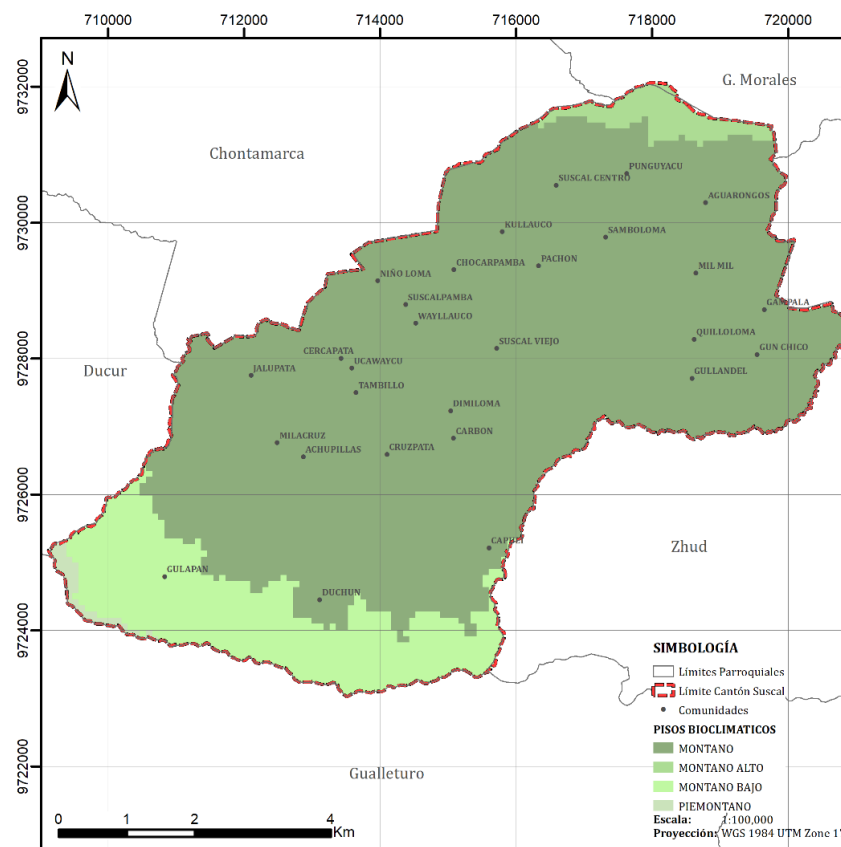 710000 712000 714000 716000 718000 720000
9732000
9730000
9728000
9726000
9724000
9722000
N
G. Morales
Chontamarca
PUNGUYACU
SUSCAL CENTRO
AGUARONGOS
KULLAUCO
SAMBOLOMA
CHOCARPAMBA
PACHON
MIL MIL
NIÑO LOMA
SUSCALPAMBA
GAMPALA
WAYLLAUCO
SUSCAL VIEJO
QUILLOLOMA
CERCAPATA
GUN CHICO
UCAWAYCU
Ducur
JALUPATA
GULLANDEL
TAMBILLO
DIMILOMA
MILACRUZ
CARBON
ACHUPILLAS
CRUZPATA
Zhud
GULAPAN
DUCHUN
Gualleturo
SIMBOLOGÍA
Límites Parroquiales
Límite Cantón Suscal
Comunidades
PISOS BIOCLIMATICOS
MONTANO
MONTANO ALTO
MONTANO BAJO
PIEMONTANO
Escala: 1:100,000
Proyección: WGS 1984 UTM Zone 17
0 1 2 4
Km